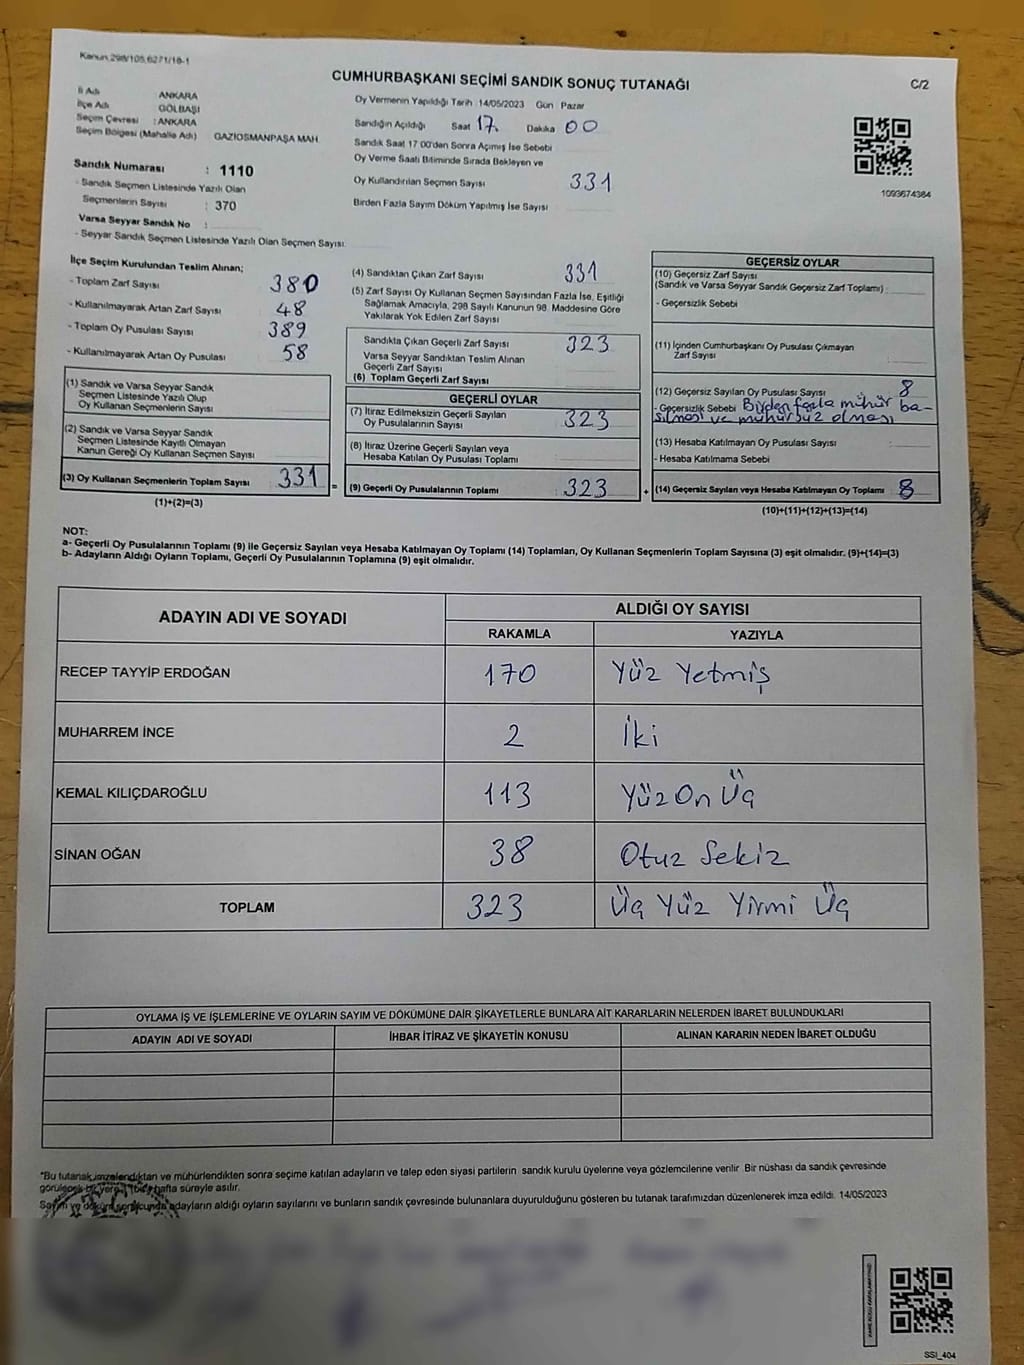 Kanun:298/105,6271/18-1
CUMHURBAŞKANI SEÇİMİ SANDIK SONUÇ TUTANAĞI
C/2
İl Adı ANKARA
İlçe Adı GÖLBAŞI
Seçim Çevresi : ANKARA
Seçim Bölgesi (Mahalle Adı) GAZİOSMANPAŞA MAH.
Oy Vermenin Yapıldığı Tarih : 14/05/2023 Gün : Pazar
Sandığın Açıldığı Saat 17 Dakika 00
Sandık Saat 17:00'den Sonra Açılmış İse Sebebi
Oy Verme Saati Bitiminde Sırada Bekleyen ve
Oy Kullandırılan Seçmen Sayısı 331
Birden Fazla Sayım Döküm Yapılmış İse Sayısı
1093674384
Sandık Numarası : 1110
- Sandık Seçmen Listesinde Yazılı Olan
Seçmenlerin Sayısı : 370
Varsa Seyyar Sandık No :
- Seyyar Sandık Seçmen Listesinde Yazılı Olan Seçmen Sayısı:
İlçe Seçim Kurulundan Teslim Alınan;
- Toplam Zarf Sayısı 380
- Kullanılmayarak Artan Zarf Sayısı 48
- Toplam Oy Pusulası Sayısı 389
- Kullanılmayarak Artan Oy Pusulası 58
(1) Sandık ve Varsa Seyyar Sandık
Seçmen Listesinde Yazılı Olup
Oy Kullanan Seçmenlerin Sayısı
(2) Sandık ve Varsa Seyyar Sandık
Seçmen Listesinde Kayıtlı Olmayan
Kanun Gereği Oy Kullanan Seçmen Sayısı
(3) Oy Kullanan Seçmenlerin Toplam Sayısı 331
(1)+(2)=(3)
=
(4) Sandıktan Çıkan Zarf Sayısı 331
(5) Zarf Sayısı Oy Kullanan Seçmen Sayısından Fazla İse, Eşitliği
Sağlamak Amacıyla, 298 Sayılı Kanunun 98. Maddesine Göre
Yakılarak Yok Edilen Zarf Sayısı
Sandıkta Çıkan Geçerli Zarf Sayısı 323
Varsa Seyyar Sandıktan Teslim Alınan
Geçerli Zarf Sayısı
(6) Toplam Geçerli Zarf Sayısı
GEÇERLİ OYLAR
(7) İtiraz Edilmeksizin Geçerli Sayılan
Oy Pusulalarının Sayısı 323
(8) İtiraz Üzerine Geçerli Sayılan veya
Hesaba Katılan Oy Pusulası Toplamı
(9) Geçerli Oy Pusulalarının Toplamı 323
+
GEÇERSİZ OYLAR
(10) Geçersiz Zarf Sayısı
(Sandık ve Varsa Seyyar Sandık Geçersiz Zarf Toplamı) :
- Geçersizlik Sebebi
(11) İçinden Cumhurbaşkanı Oy Pusulası Çıkmayan
Zarf Sayısı
(12) Geçersiz Sayılan Oy Pusulası Sayısı 8
- Geçersizlik Sebebi Birden fazla mühür ba-
sılması ve mühürsüz olması
(13) Hesaba Katılmayan Oy Pusulası Sayısı
- Hesaba Katılmama Sebebi
(14) Geçersiz Sayılan veya Hesaba Katılmayan Oy Toplamı 8
(10)+(11)+(12)+(13)=(14)
NOT:
a- Geçerli Oy Pusulalarının Toplamı (9) ile Geçersiz Sayılan veya Hesaba Katılmayan Oy Toplamı (14) Toplamları, Oy Kullanan Seçmenlerin Toplam Sayısına (3) eşit olmalıdır. (9)+(14)=(3)
b- Adayların Aldığı Oyların Toplamı, Geçerli Oy Pusulalarının Toplamına (9) eşit olmalıdır.
ADAYIN ADI VE SOYADI ALDIĞI OY SAYISI
RAKAMLA YAZIYLA
RECEP TAYYİP ERDOĞAN 170 Yüz Yetmiş
MUHARREM İNCE 2 İki
KEMAL KILIÇDAROĞLU 113 Yüz On Üç
SİNAN OĞAN 38 Otuz Sekiz
TOPLAM 323 Üç Yüz Yirmi Üç
OYLAMA İŞ VE İŞLEMLERİNE VE OYLARIN SAYIM VE DÖKÜMÜNE DAİR ŞİKAYETLERLE BUNLARA AİT KARARLARIN NELERDEN İBARET BULUNDUKLARI
ADAYIN ADI VE SOYADI İHBAR İTİRAZ VE ŞİKAYETİN KONUSU ALINAN KARARIN NEDEN İBARET OLDUĞU
*Bu tutanak imzelendiktan ve mühürlendikten sonra seçime katılan adayların ve talep eden siyasi partilerin sandık kurulu üyelerine veya gözlemcilerine verilir. Bir nüshası da sandık çevresinde
görülecek bir yere hafta süreyle asılır.
Sayım ve döküm sonucunda adayların aldığı oyların sayılarını ve bunların sandık çevresinde bulunanlara duyurulduğunu gösteren bu tutanak tarafımızdan düzenlenerek imza edildi. 14/05/2023
SSI_404